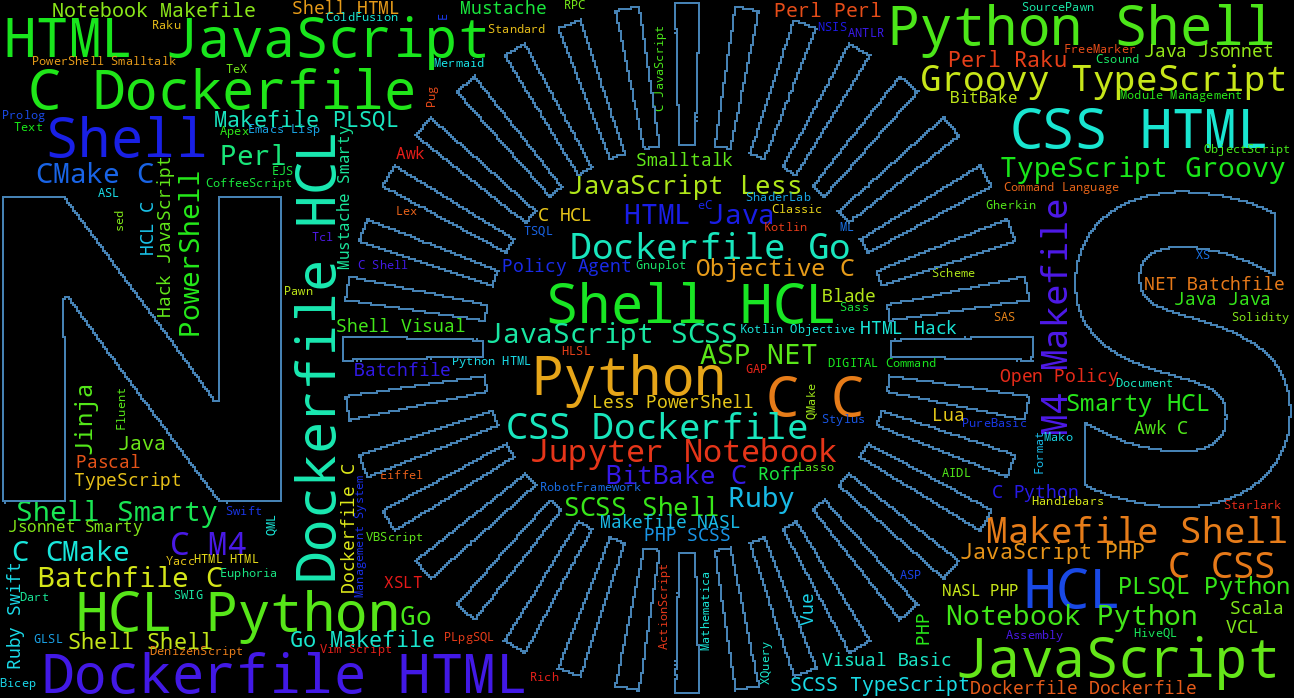 Notebook Makefile
Shell HTML
ColdFusion
E
Mustache
RPC
Perl Perl
SourcePawn
Python Shell
Raku
HTML JavaScript
Standard
C JavaScript
NSIS
ANTLR
FreeMarker
Java Jsonnet
PowerShell Smalltalk
TeX
Mermaid
Perl Raku
Csound
C Dockerfile
Pug
Groovy TypeScript
BitBake
Module Management
Prolog
Text
Shell
Makefile PLSQL
Apex
Emacs Lisp
CSS HTML
Perl
Awk
Smalltalk
ObjectScript
CMake C
EJS
CoffeeScript
TypeScript Groovy
ASL
JavaScript Less
ShaderLab
Command Language
sed
HCL C
Hack JavaScript
PowerShell
Dockerfile HCL
Mustache Smarty
Lex
C HCL
HTML Java
eC
Classic
Gherkin
Makefile
Tcl
TSQL
Kotlin
ML
Dockerfile Go
C Shell
Policy Agent
Gnuplot
Objective C
Scheme
XS
NET Batchfile
Pawn
Shell HCL
Blade
Sass
Java Java
SAS
Solidity
Shell Visual
JavaScript SCSS
Kotlin Objective
HTML Hack
HLSL
ASP NET
Python HTML
GAP
DIGITAL Command
Batchfile
Python
C C
Open Policy
Document
Jinja
Fluent
Less PowerShell
QMake
Lua
M4
Smarty HCL
CSS Dockerfile
Stylus
PureBasic
Awk C
Java
Mako
Format
Jupyter Notebook
Pascal
TypeScript
Eiffel
BitBake C
Roff
Lasso
AIDL
RobotFramework
Ruby
C Python
Handlebars
Starlark
Dockerfile C
Management System
Shell Smarty
Swift
SCSS Shell
Jsonnet Smarty
QML
Makefile NASL
Makefile Shell
C M4
VBScript
PHP SCSS
C CMake
Yacc
HTML HTML
JavaScript PHP
C CSS
Batchfile C
Euphoria
XSLT
ActionScript
Mathematica
ASP
HCL
PLSQL Python
Ruby Swift
Dart
SWIG
Vue
NASL PHP
HCL Python
Go
PHP
Notebook Python
Scala
VCL
GLSL
Shell Shell
Go Makefile
PLpgSQL
Assembly
HiveQL
DenizenScript
Vim Script
XQuery
Visual Basic
JavaScript
Bicep
Dockerfile HTML
Rich
SCSS TypeScript
Dockerfile Dockerfile